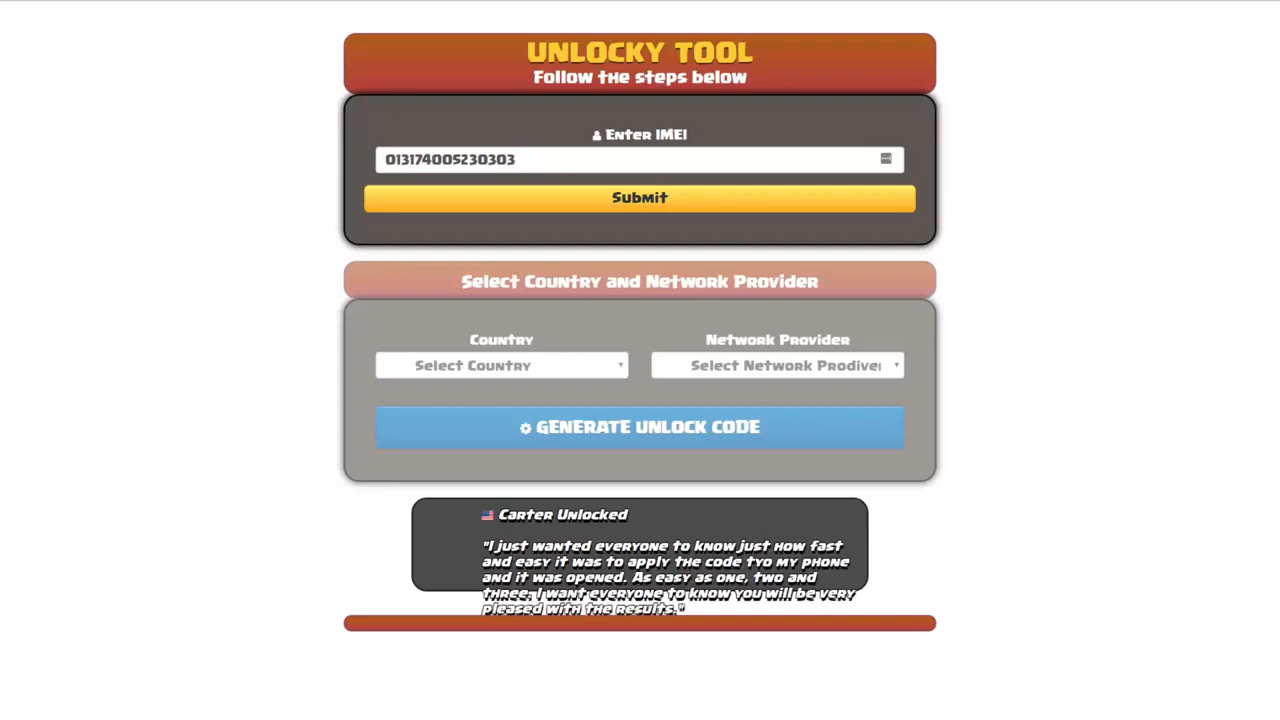 UNLOCKY TOOL
Follow the steps below
Enter IMEI
013174005230303
Submit
Select Country and Network Provider
Country
Network Provider
Select Country
Select Network Prodiver
GENERATE UNLOCK CODE
Carter Unlocked
"I just wanted everyone to know just how fast
and easy it was to apply the code tyo my phone
and it was opened. As easy as one, two and
three. I want everyone to know you will be very
pleased with the results."